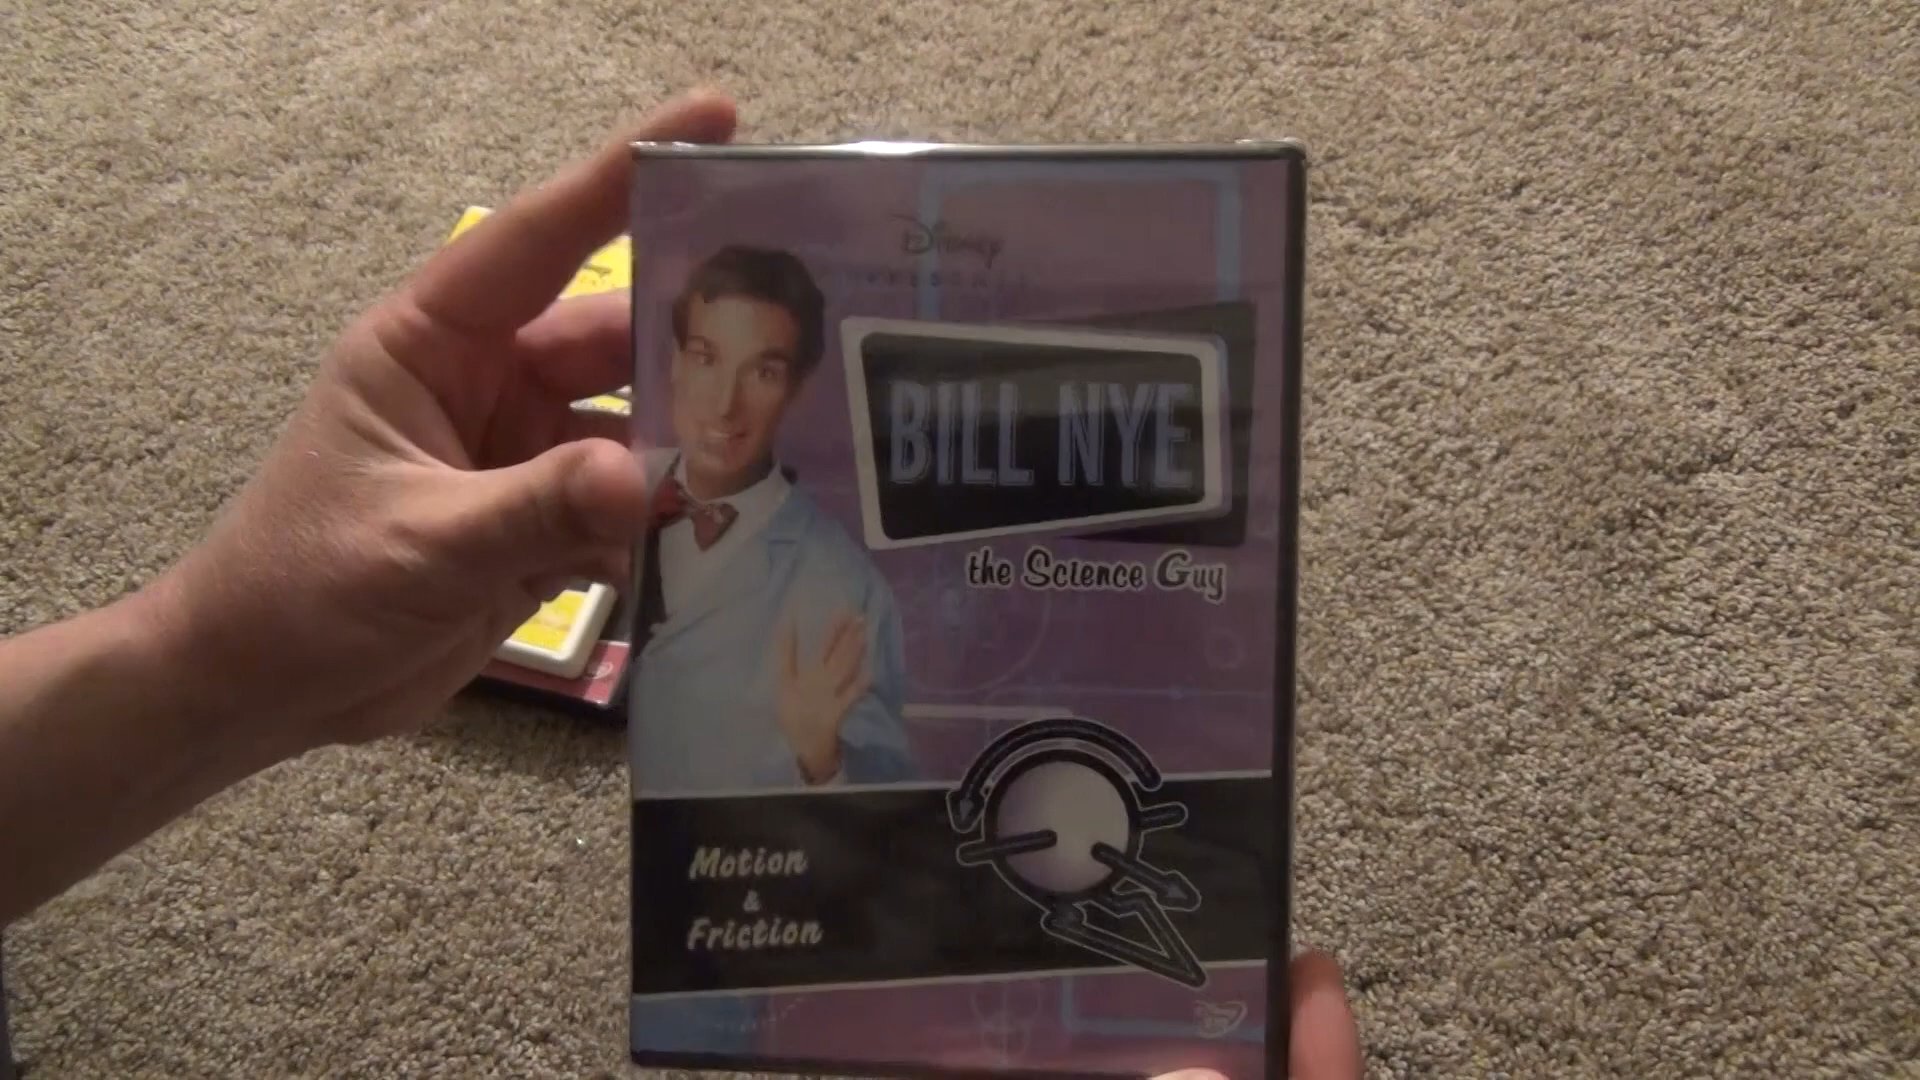 Disney
BILL NYE
the Science Guy
Motion
&
Friction